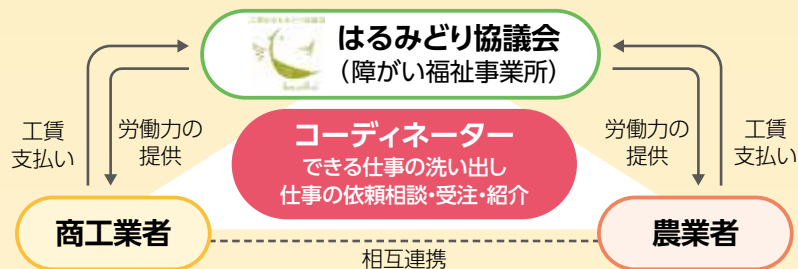 はるみどり協議会
（障がい福祉事業所）
工賃
支払い
労働力の
提供
コーディネーター
できる仕事の洗い出し
仕事の依頼相談・受注・紹介
労働力の
提供
工賃
支払い
商工業者
農業者
相互連携